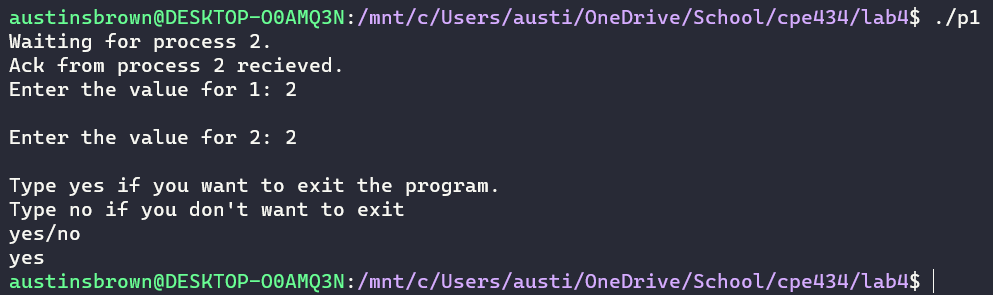 austinsbrown@DESKTOP-O0AMQ3N:/mnt/c/Users/austi/OneDrive/School/cpe434/lab4$ ./p1
Waiting for process 2.
Ack from process 2 recieved.
Enter the value for 1: 2
Enter the value for 2: 2
Type yes if you want to exit the program.
Type no if you don't want to exit
yes/no
yes
austinsbrown@DESKTOP-O0AMQ3N:/mnt/c/Users/austi/OneDrive/School/cpe434/lab4$